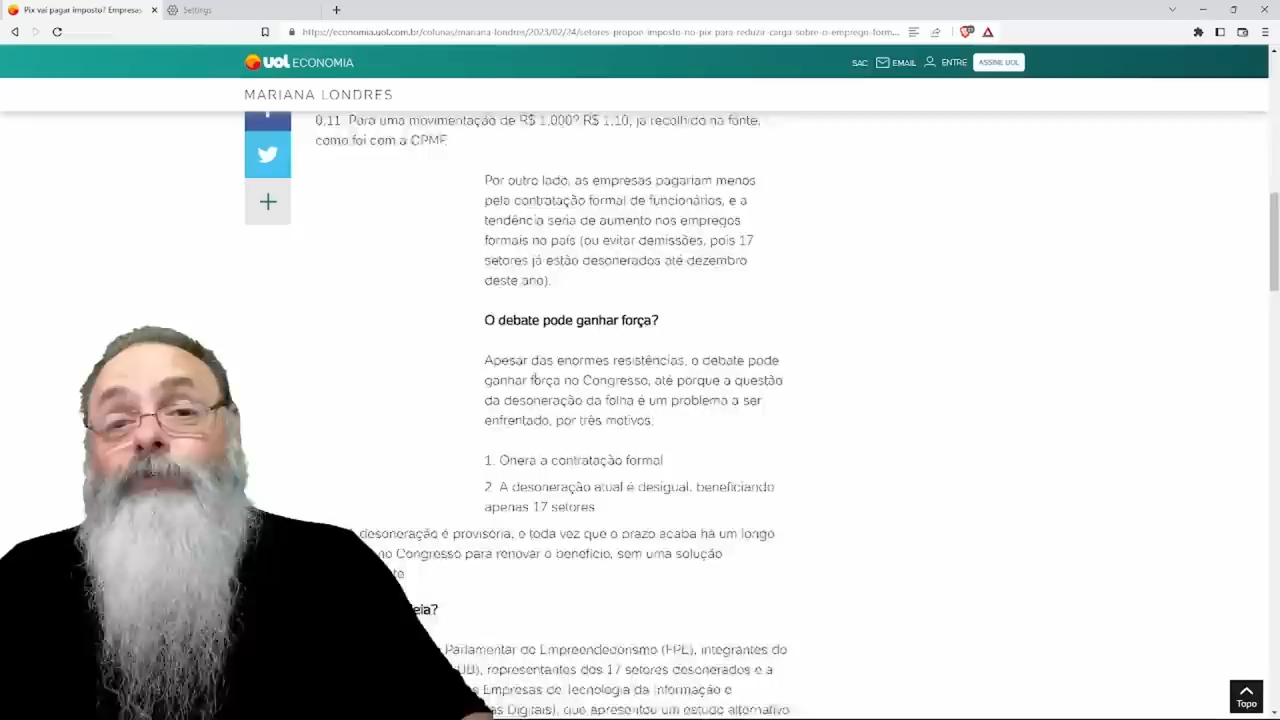 Pix vai pagar imposto? Empresas
Settings
https://economia.uol.com.br/colunas/mariana-londres/2023/02/24/setores-propoe-imposto-no-pix-para-reduzir-carga-sobre-o-emprego-form...
UOL ECONOMIA
SAC EMAIL ENTRE ASSINE UOL
MARIANA LONDRES
0,11. Para uma movimentação de R$ 1.000? R$ 1,10, já recolhido na fonte,
como foi com a CPMF.
Por outro lado, as empresas pagariam menos
pela contratação formal de funcionários, e a
tendência seria de aumento nos empregos
formais no país (ou evitar demissões, pois 17
setores já estão desonerados até dezembro
deste ano).
O debate pode ganhar força?
Apesar das enormes resistências, o debate pode
ganhar força no Congresso, até porque a questão
da desoneração da folha é um problema a ser
enfrentado, por três motivos:
1. Onera a contratação formal
2. A desoneração atual é desigual, beneficiando
apenas 17 setores
desoneração é provisória, e toda vez que o prazo acaba há um longo
no Congresso para renovar o benefício, sem uma solução
te
eia?
Parlamentar do Empreendedorismo (FPE), integrantes do
UB), representantes dos 17 setores desonerados e a
Empresas de Tecnologia da Informação e
as Digitais), que apresentou um estudo alternativo
Topo